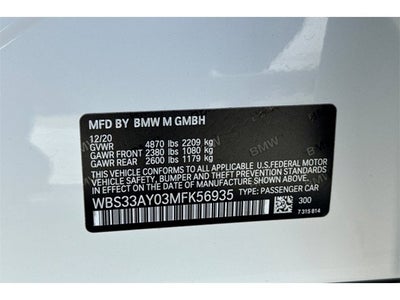 MFD BY BMW M GMBH
12/20
GVWR 4870 lbs 2209 kg
GAWR FRONT 2380 lbs 1080 kg
GAWR REAR 2600 lbs 1179 kg
THIS VEHICLE CONFORMS TO ALL APPLICABLE U.S.FEDERAL MOTOR
VEHICLE SAFETY, BUMPER, AND THEFT PREVENTION STANDARDS IN
EFFECT ON THE DATE OF MANUFACTURE SHOWN ABOVE.
WBS33AY03MFK56935 TYPE: PASSENGER CAR
300
7 315 814